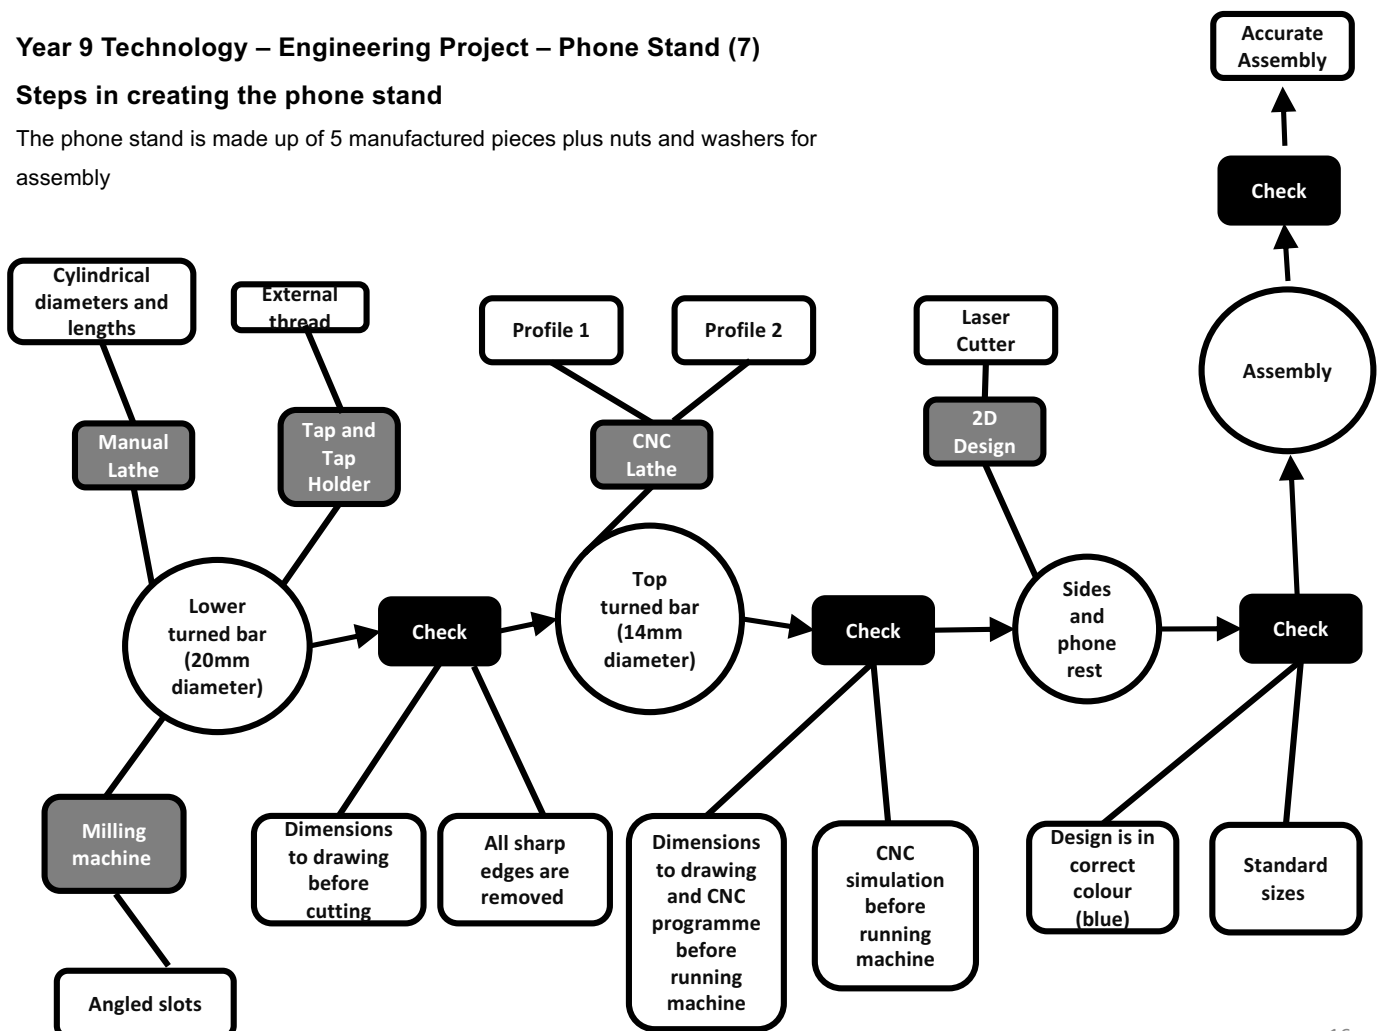 Year 9 Technology – Engineering Project – Phone Stand (7)
Steps in creating the phone stand
The phone stand is made up of 5 manufactured pieces plus nuts and washers for
assembly
Accurate
Assembly
Check
Assembly
Cylindrical
diameters and
lengths
External
thread
Profile 1
Profile 2
Laser
Cutter
Manual
Lathe
Tap and
Tap
Holder
CNC
Lathe
2D
Design
Lower
turned bar
(20mm
diameter)
Check
Top
turned bar
(14mm
diameter)
Check
Sides
and
phone
rest
Check
Milling
machine
Dimensions
to drawing
before
cutting
All sharp
edges are
removed
Dimensions
to drawing
and CNC
programme
before
running
machine
CNC
simulation
before
running
machine
Design is in
correct
colour
(blue)
Standard
sizes
Angled slots